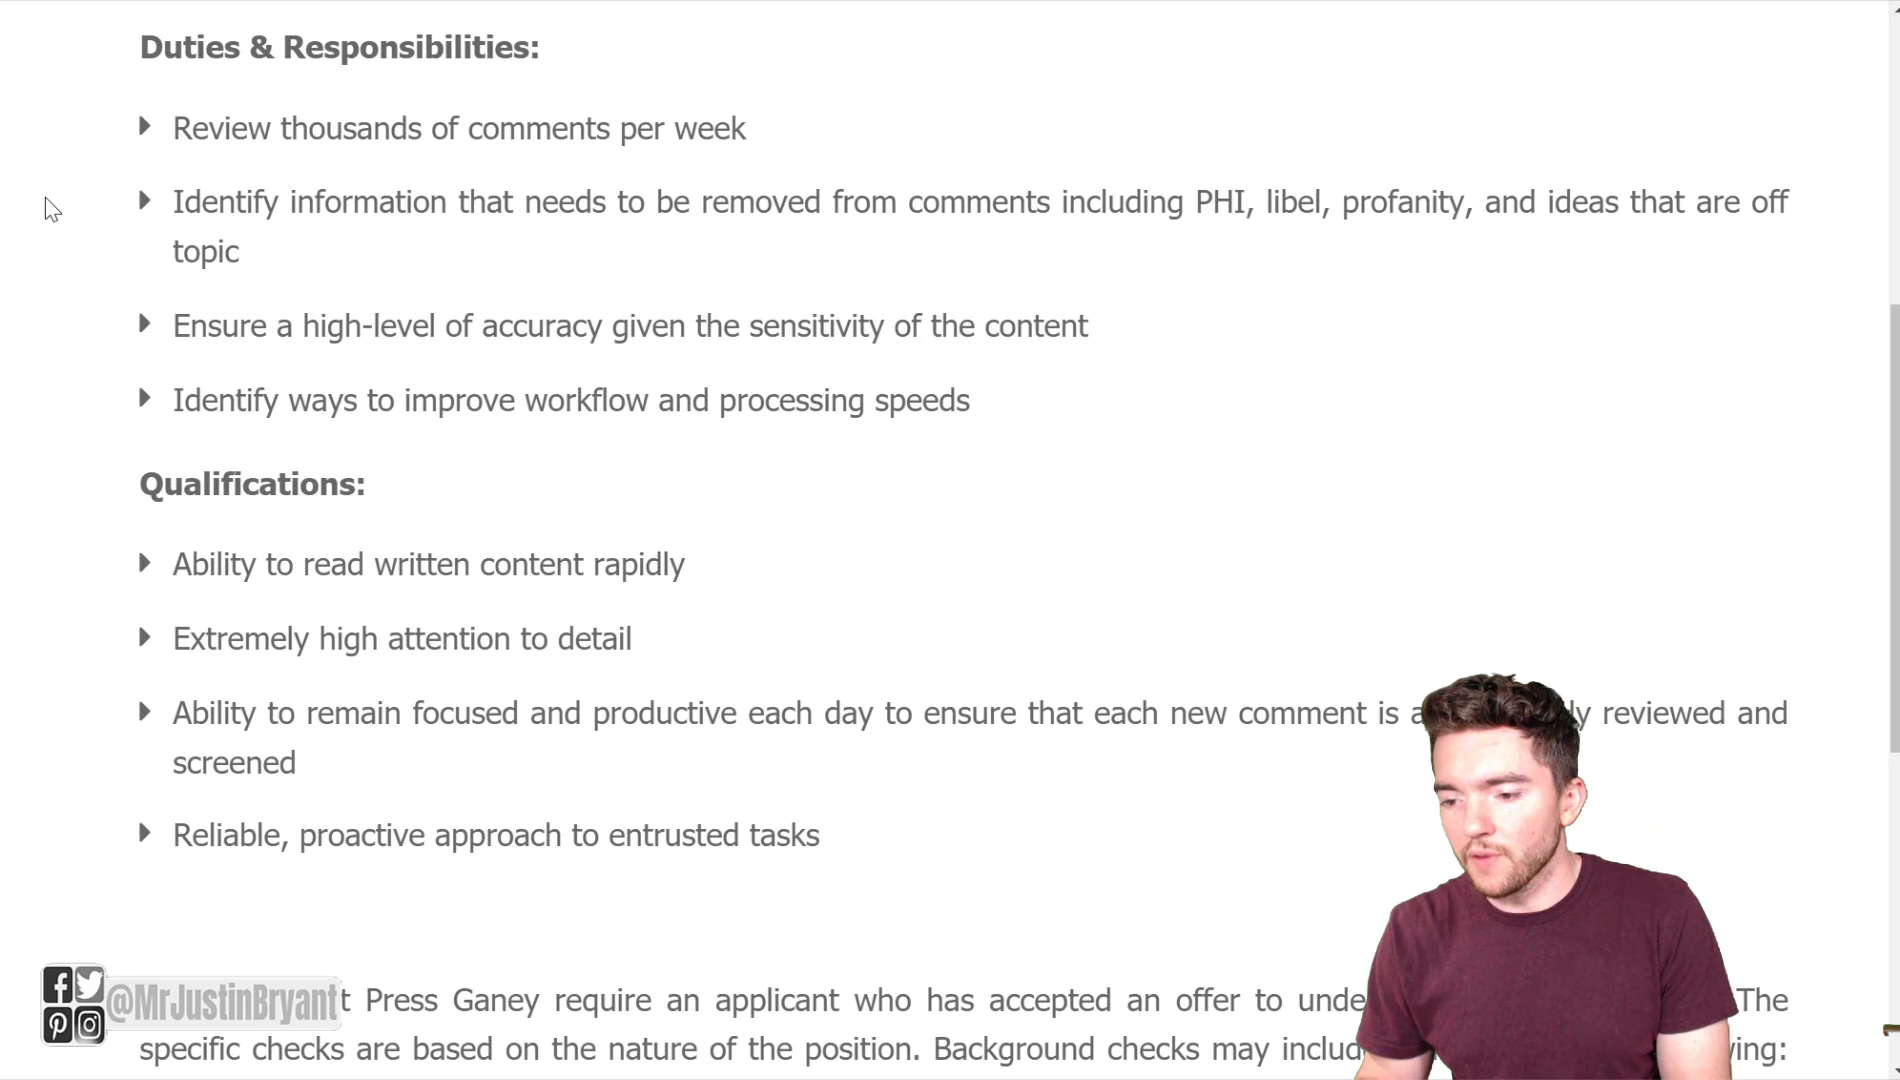 Duties & Responsibilities:
Review thousands of comments per week
Identify information that needs to be removed from comments including PHI, libel, profanity, and ideas that are off
topic
Ensure a high-level of accuracy given the sensitivity of the content
Identify ways to improve workflow and processing speeds
Qualifications:
Ability to read written content rapidly
Extremely high attention to detail
Ability to remain focused and productive each day to ensure that each new comment is reviewed and
screened
Reliable, proactive approach to entrusted tasks
@MrJustinBryant Press Ganey require an applicant who has accepted an offer to The
specific checks are based on the nature of the position. Background checks may